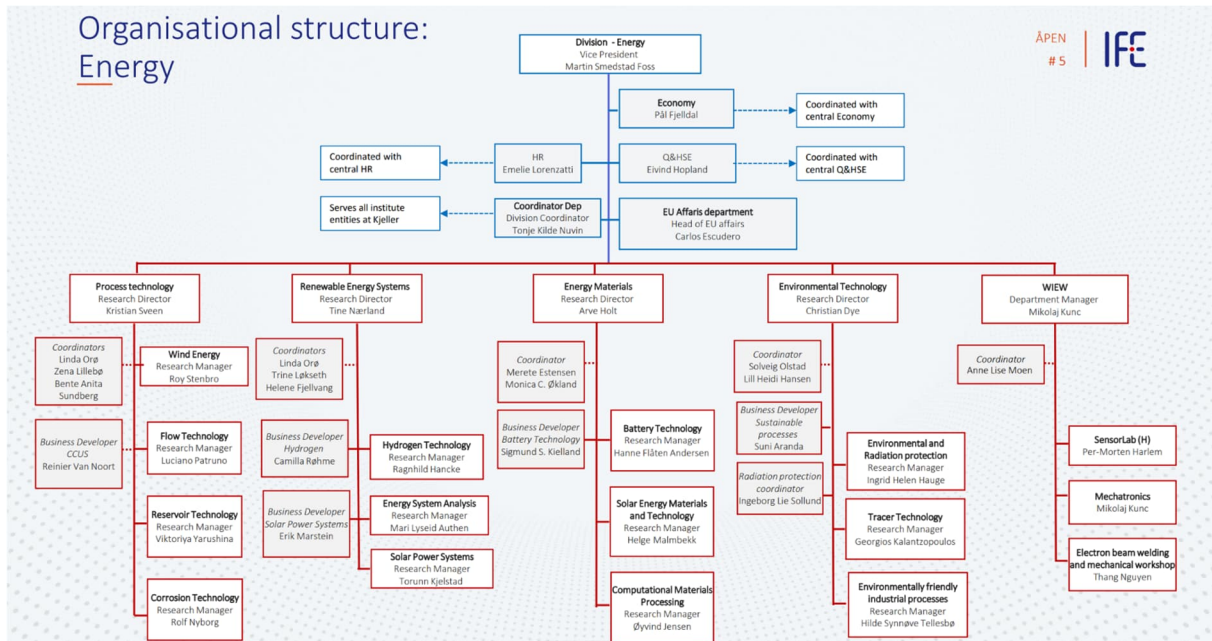 Organisational structure:
Energy
ÅPEN
# 5
IFE
Division - Energy
Vice President
Martin Smedstad Foss
Economy
Pål Fjelldal
Coordinated with
central Economy
Coordinated with
central HR
HR
Emelie Lorenzatti
Q&HSE
Eivind Hopland
Coordinated with
central Q&HSE
Serves all institute
entities at Kjeller
Coordinator Dep
Division Coordinator
Tonje Kilde Nuvin
EU Affaris department
Head of EU affairs
Carlos Escudero
Process technology
Research Director
Kristian Sveen
Coordinators
Linda Orø
Zena Lillebø
Bente Anita
Sundberg
Wind Energy
Research Manager
Roy Stenbro
Business Developer
CCUS
Reinier Van Noort
Flow Technology
Research Manager
Luciano Patruno
Reservoir Technology
Research Manager
Viktoriya Yarushina
Corrosion Technology
Research Manager
Rolf Nyborg
Renewable Energy Systems
Research Director
Tine Nærland
Coordinators
Linda Orø
Trine Løkseth
Helene Fjellvang
Business Developer
Hydrogen
Camilla Røhme
Hydrogen Technology
Research Manager
Ragnhild Hancke
Business Developer
Solar Power Systems
Erik Marstein
Energy System Analysis
Research Manager
Mari Lyseid Authen
Solar Power Systems
Research Manager
Torunn Kjelstad
Energy Materials
Research Director
Arve Holt
Coordinator
Merete Estensen
Monica C. Økland
Business Developer
Battery Technology
Sigmund S. Kielland
Battery Technology
Research Manager
Hanne Flåten Andersen
Solar Energy Materials
and Technology
Research Manager
Helge Malmbekk
Computational Materials
Processing
Research Manager
Øyvind Jensen
Environmental Technology
Research Director
Christian Dye
Coordinator
Solveig Olstad
Lill Heidi Hansen
Business Developer
Sustainable
processes
Suni Aranda
Radiation protection
coordinator
Ingeborg Lie Sollund
Environmental and
Radiation protection
Research Manager
Ingrid Helen Hauge
Tracer Technology
Research Manager
Georgios Kalantzopoulos
Environmentally friendly
industrial processes
Research Manager
Hilde Synnøve Tellesbø
WIEW
Department Manager
Mikolaj Kunc
Coordinator
Anne Lise Moen
SensorLab (H)
Per-Morten Harlem
Mechatronics
Mikolaj Kunc
Electron beam welding
and mechanical workshop
Thang Nguyen